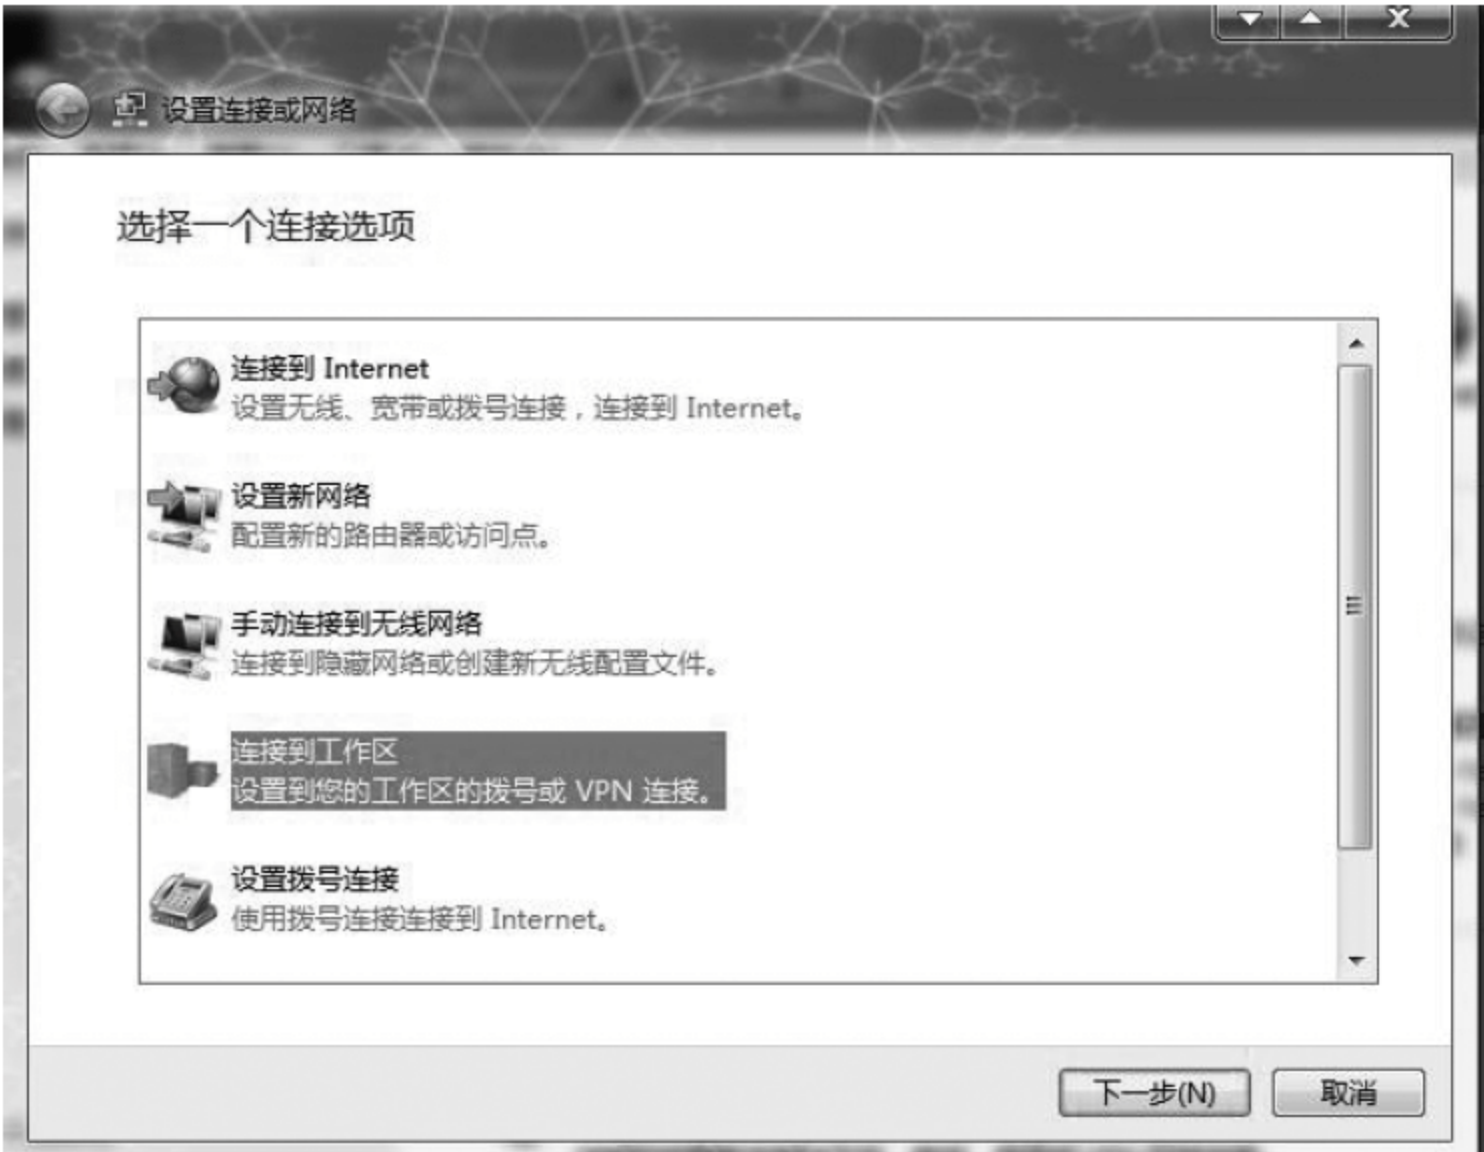 设置连接或网络
选择一个连接选项
连接到 Internet
设置无线、宽带或拨号连接，连接到 Internet。
设置新网络
配置新的路由器或访问点。
手动连接到无线网络
连接到隐藏网络或创建新无线配置文件。
连接到工作区
设置到您的工作区的拨号或 VPN 连接。
设置拨号连接
使用拨号连接连接到 Internet。
下一步(N)
取消